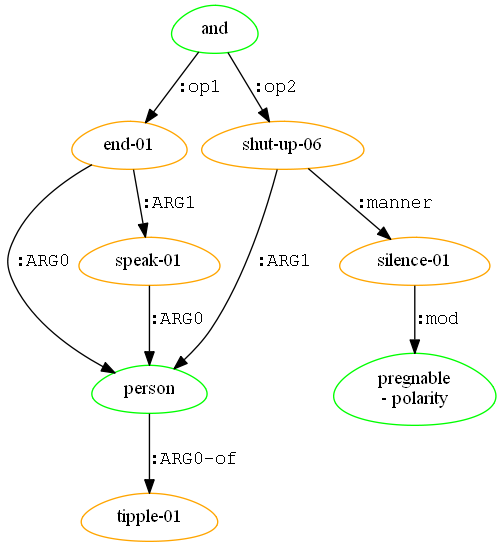 and
:op1
:op2
end-01
shut-up-06
:ARG1
:manner
:ARG0
speak-01
:ARG1
silence-01
:ARG0
:mod
person
pregnable
- polarity
:ARG0-of
tipple-01